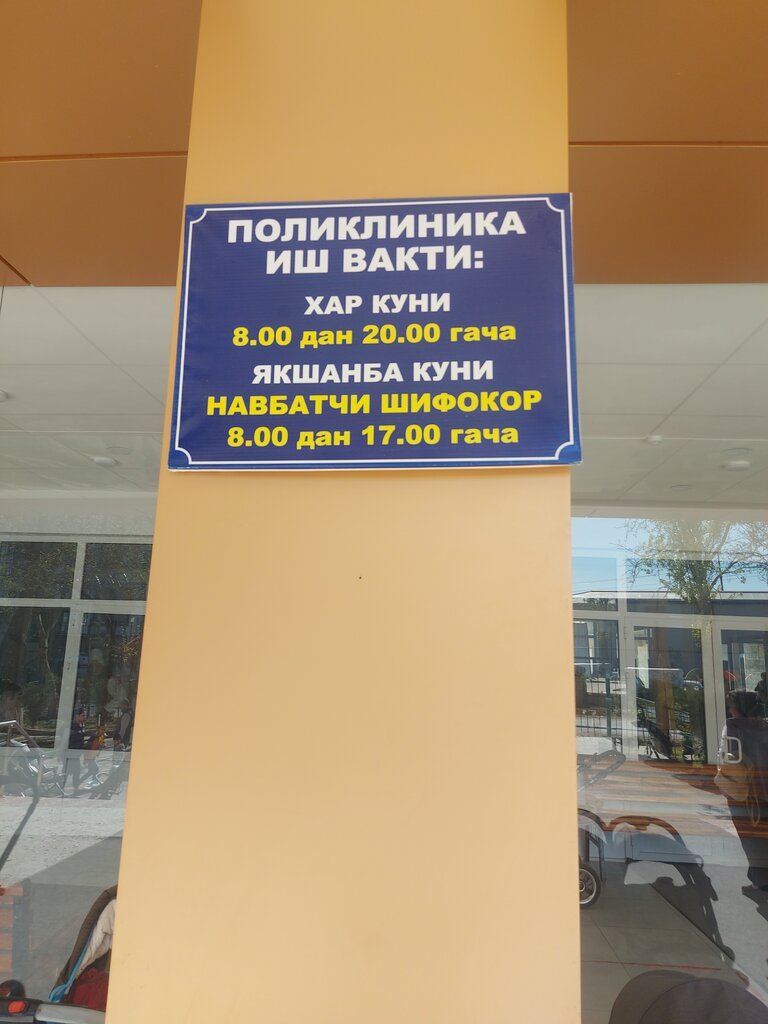 ПОЛИКЛИНИКА
ИШ ВАКТИ:
ХАР КУНИ
8.00 дан 20.00 гача
ЯКШАНБА КУНИ
НАВБАТЧИ ШИФОКОР
8.00 дан 17.00 гача